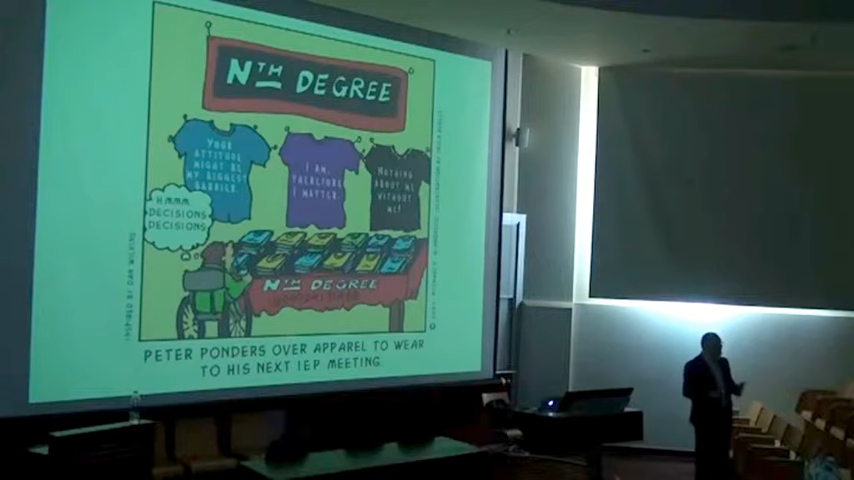 NTH DEGREE
YOUR
ATTITUDE
MIGHT BE
MY BIGGEST
BARRIER.
I AM,
THEREFORE
I MATTER.
NOTHING
ABOUT ME
WITHOUT
ME!
HMMM
DECISIONS
DECISIONS
NTH DEGREE
INSPIRED BY DAN WILKINS
PETER PONDERS OVER APPAREL TO WEAR
TO HIS NEXT IEP MEETING.